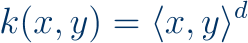 k(x, y) = ⟨x, y⟩^d